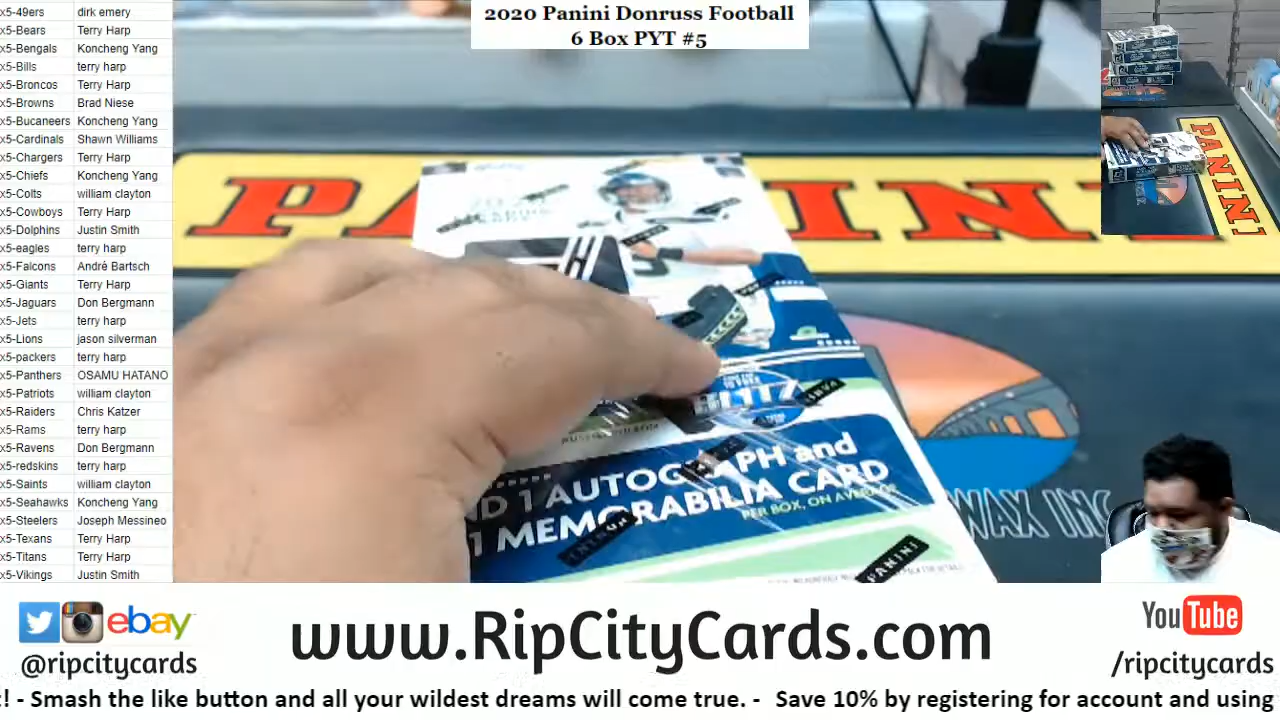 2020 Panini Donruss Football
6 Box PYT #5
x5-49ers dirk emery
x5-Bears Terry Harp
x5-Bengals Koncheng Yang
x5-Bills terry harp
x5-Broncos Terry Harp
x5-Browns Brad Niese
x5-Bucaneers Koncheng Yang
x5-Cardinals Shawn Williams
x5-Chargers Terry Harp
x5-Chiefs Koncheng Yang
x5-Colts william clayton
x5-Cowboys Terry Harp
x5-Dolphins Justin Smith
x5-eagles terry harp
x5-Falcons André Bartsch
x5-Giants Terry Harp
x5-Jaguars Don Bergmann
x5-Jets terry harp
x5-Lions jason silverman
x5-packers terry harp
x5-Panthers OSAMU HATANO
x5-Patriots william clayton
x5-Raiders Chris Katzer
x5-Rams terry harp
x5-Ravens Don Bergmann
x5-redskins terry harp
x5-Saints william clayton
x5-Seahawks Koncheng Yang
x5-Steelers Joseph Messineo
x5-Texans Terry Harp
x5-Titans Terry Harp
x5-Vikings Justin Smith
PANINI
BLITZ
1 AUTOGRAPH and
1 MEMORABILIA CARD
PER BOX, ON AVERAGE
PANINI
WAX INC
PANINI
ebay
@ripcitycards
www.RipCityCards.com
YouTube
/ripcitycards
! - Smash the like button and all your wildest dreams will come true. - Save 10% by registering for account and using